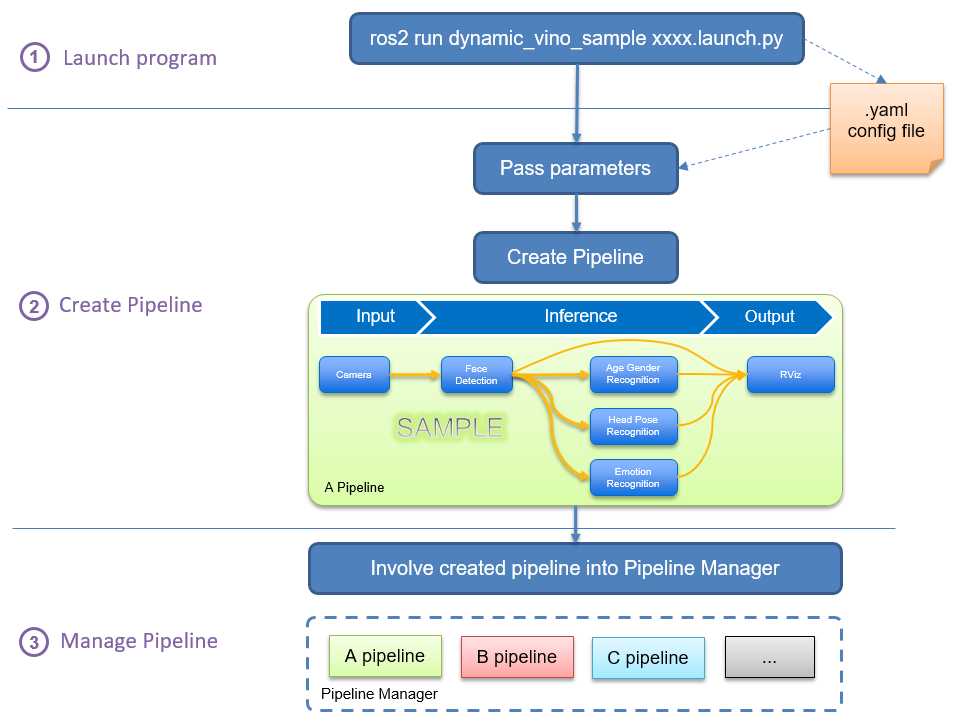 ros2 run dynamic_vino_sample xxxx.launch.py
1 Launch program
.yaml
config file
Pass parameters
Create Pipeline
2 Create Pipeline
Input
Inference
Output
Camera
Face
Detection
Age Gender
Recognition
RViz
Head Pose
Recognition
SAMPLE
Emotion
Recognition
A Pipeline
Involve created pipeline into Pipeline Manager
3 Manage Pipeline
A pipeline
B pipeline
C pipeline
...
Pipeline Manager